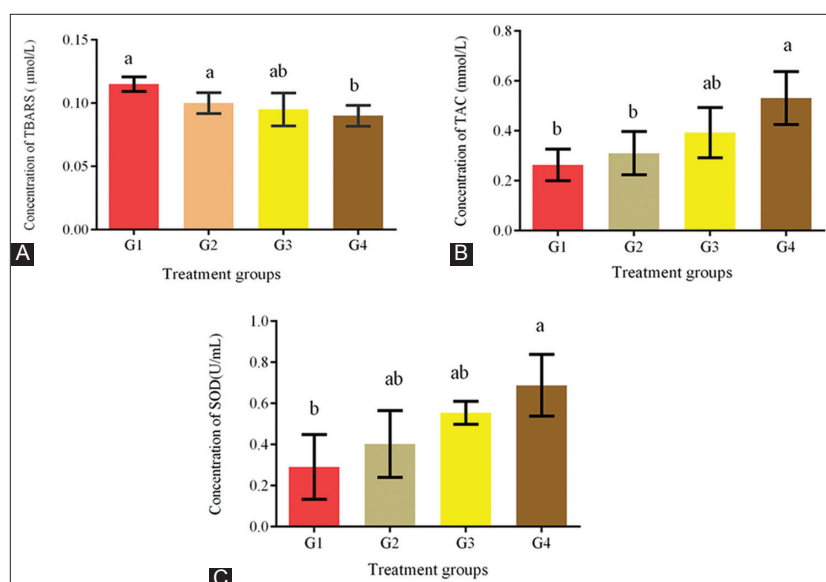 A
Concentration of TBARS ( μmol/L)
0.15
0.10
0.05
0.00
a
a
ab
b
G1 G2 G3 G4
Treatment groups
B
Concentration of TAC (mmol/L)
0.8
0.6
0.4
0.2
0.0
b
b
ab
a
G1 G2 G3 G4
Treatment groups
C
Concentration of SOD(U/mL)
1.0
0.8
0.6
0.4
0.2
0.0
b
ab
ab
a
G1 G2 G3 G4
Treatment groups